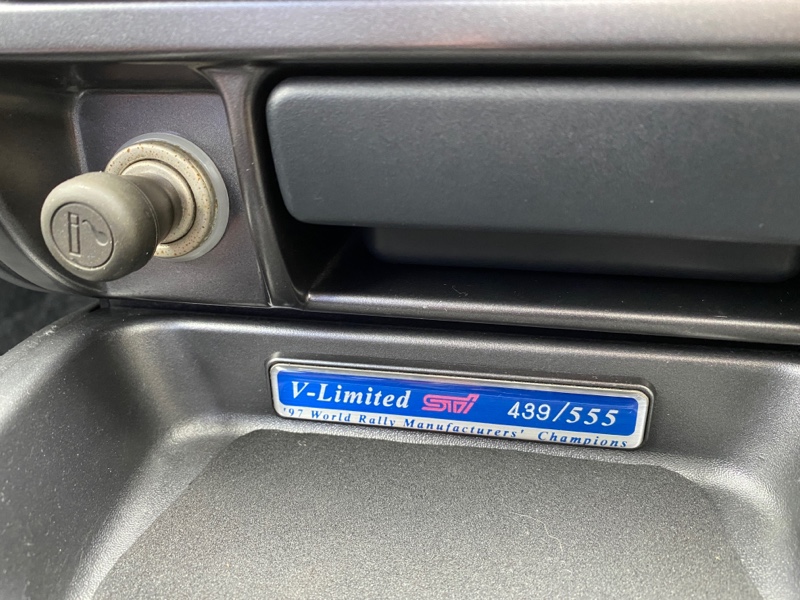 V-Limited STi 439/555
'97 World Rally Manufacturers' Champions